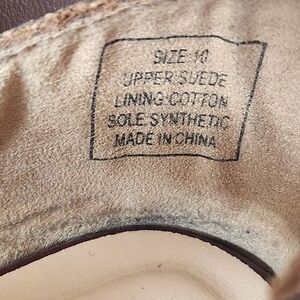 SIZE 10
UPPER SUEDE
LINING COTTON
SOLE SYNTHETIC
MADE IN CHINA